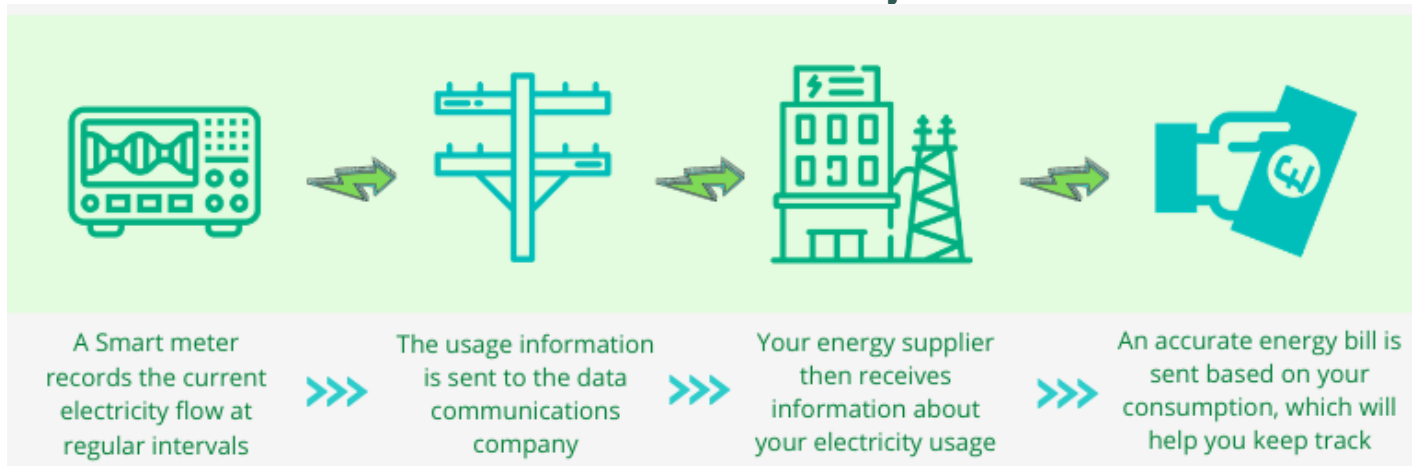 A Smart meter
records the current
electricity flow at
regular intervals
The usage information
is sent to the data
communications
company
Your energy supplier
then receives
information about
your electricity usage
An accurate energy bill is
sent based on your
consumption, which will
help you keep track
£